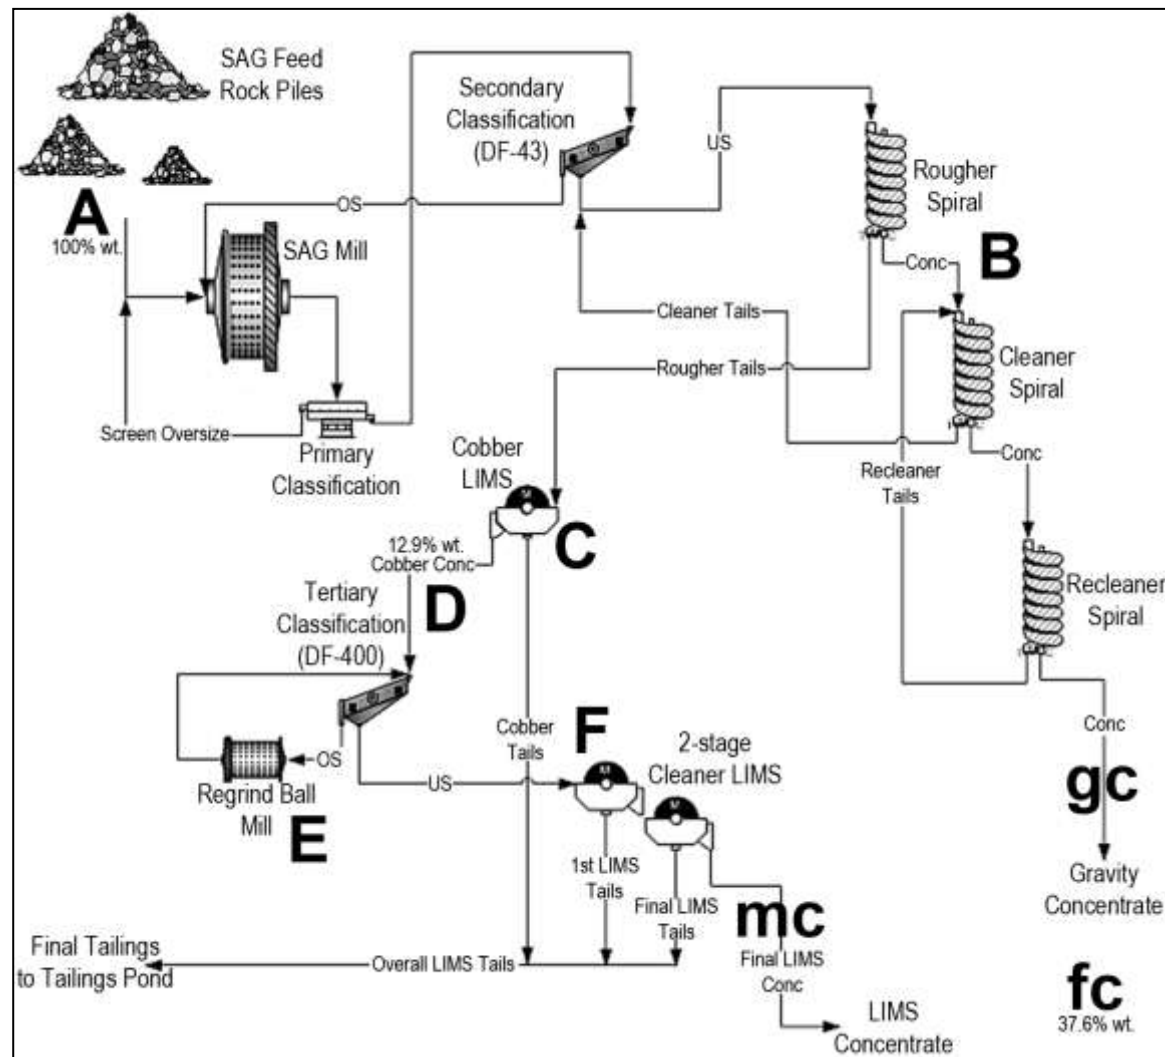 SAG Feed
Rock Piles
A
100% wt.
Secondary
Classification
(DF-43)
US
OS
SAG Mill
Rougher
Spiral
B
Conc
Cleaner Tails
Cleaner
Spiral
Rougher Tails
Screen Oversize
Primary
Classification
Cobber
LIMS
Conc
Recleaner
Tails
C
12.9% wt.
Cobber Conc
D
Tertiary
Classification
(DF-400)
Recleaner
Spiral
Cobber
Tails
F
2-stage
Cleaner LIMS
Conc
OS
US
Regrind Ball
Mill
E
gc
1st LIMS
Tails
Final LIMS
Tails
mc
Gravity
Concentrate
Final Tailings
to Tailings Pond
Overall LIMS Tails
Final LIMS
Conc
fc
37.6% wt.
LIMS
Concentrate